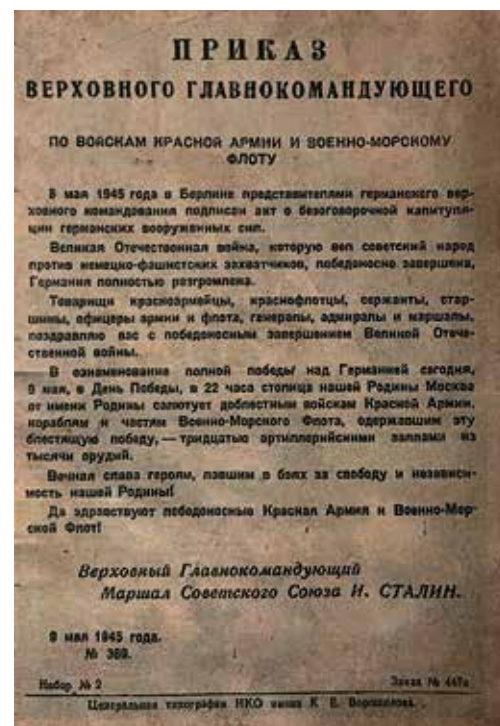 ПРИКАЗ
ВЕРХОВНОГО ГЛАВНОКОМАНДУЮЩЕГО
ПО ВОЙСКАМ КРАСНОЙ АРМИИ И ВОЕННО-МОРСКОМУ
ФЛОТУ
8 мая 1945 года в Берлине представителями германского вер-
ховного командования подписан акт о безоговорочной капитуля-
ции германских вооруженных сил.
Великая Отечественная война, которую вел советский народ
против немецко-фашистских захватчиков, победоносно завершена,
Германия полностью разгромлена.
Товарищи красноармейцы, краснофлотцы, сержанты, стар-
шины, офицеры армии и флота, генералы, адмиралы и маршалы,
поздравляю вас с победоносным завершением Великой Отече-
ственной войны.
В ознаменование полной победы над Германией сегодня,
9 мая, в День Победы, в 22 часа столица нашей Родины Москва
от имени Родины салютует доблестным войскам Красной Армии,
кораблям и частям Военно-Морского Флота, одержавшим эту
блестящую победу, — тридцатью артиллерийскими залпами из
тысячи орудий.
Вечная слава героям, павшим в боях за свободу и независи-
мость нашей Родины!
Да здравствуют победоносные Красная Армия и Военно-Мор-
ской Флот!
Верховный Главнокомандующий
Маршал Советского Союза И. СТАЛИН.
9 мая 1945 года.
№ 369.
Набор № 2 Заказ № 447а
Центральная типография НКО имени К. Е. Ворошилова.